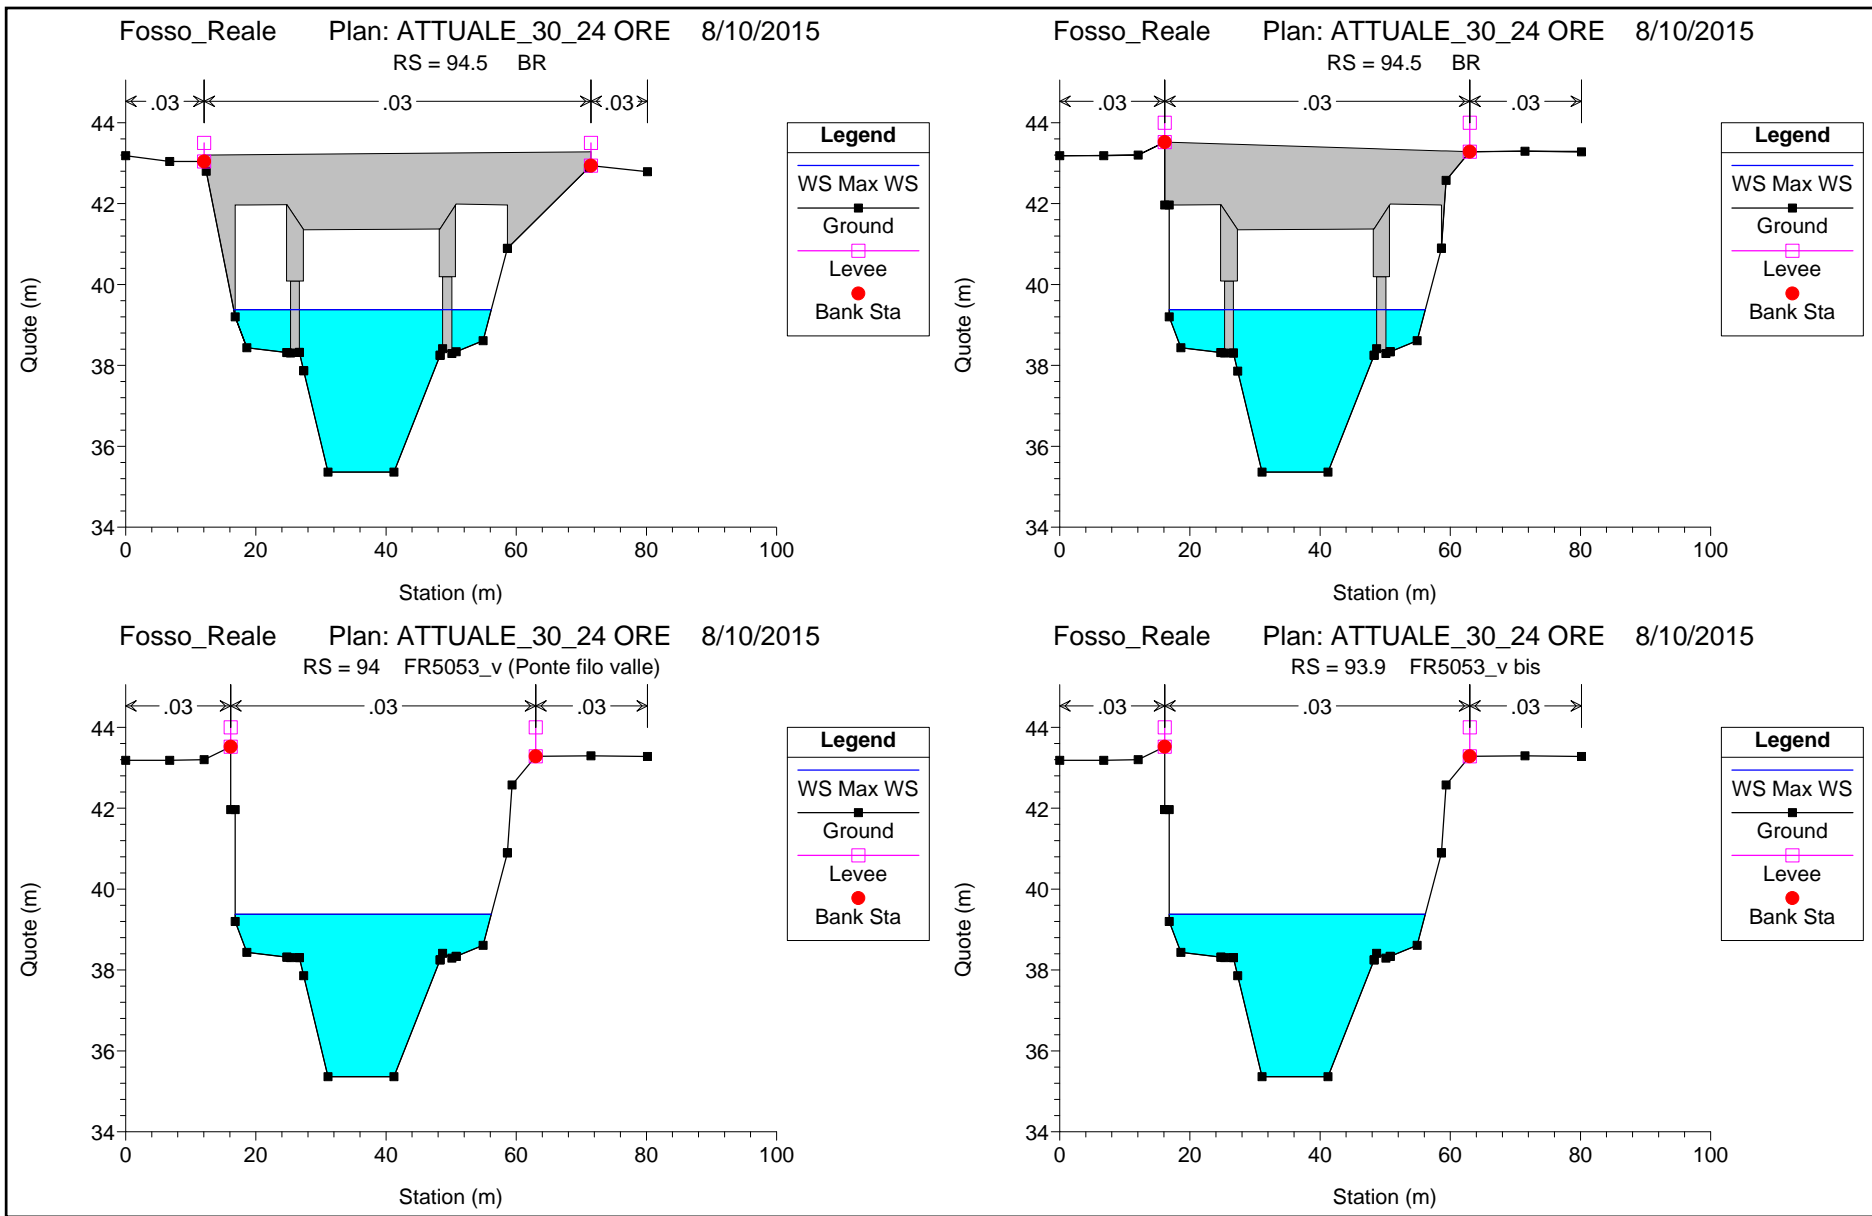 Fosso_Reale Plan: ATTUALE_30_24 ORE 8/10/2015
RS = 94.5 BR
.03 .03 .03
44
42
40
38
36
34
0 20 40 60 80 100
Quote (m)
Station (m)
Legend
WS Max WS
Ground
Levee
Bank Sta
Fosso_Reale Plan: ATTUALE_30_24 ORE 8/10/2015
RS = 94.5 BR
.03 .03 .03
44
42
40
38
36
34
0 20 40 60 80 100
Quote (m)
Station (m)
Legend
WS Max WS
Ground
Levee
Bank Sta
Fosso_Reale Plan: ATTUALE_30_24 ORE 8/10/2015
RS = 94 FR5053_v (Ponte filo valle)
.03 .03 .03
44
42
40
38
36
34
0 20 40 60 80 100
Quote (m)
Station (m)
Legend
WS Max WS
Ground
Levee
Bank Sta
Fosso_Reale Plan: ATTUALE_30_24 ORE 8/10/2015
RS = 93.9 FR5053_v bis
.03 .03 .03
44
42
40
38
36
34
0 20 40 60 80 100
Quote (m)
Station (m)
Legend
WS Max WS
Ground
Levee
Bank Sta